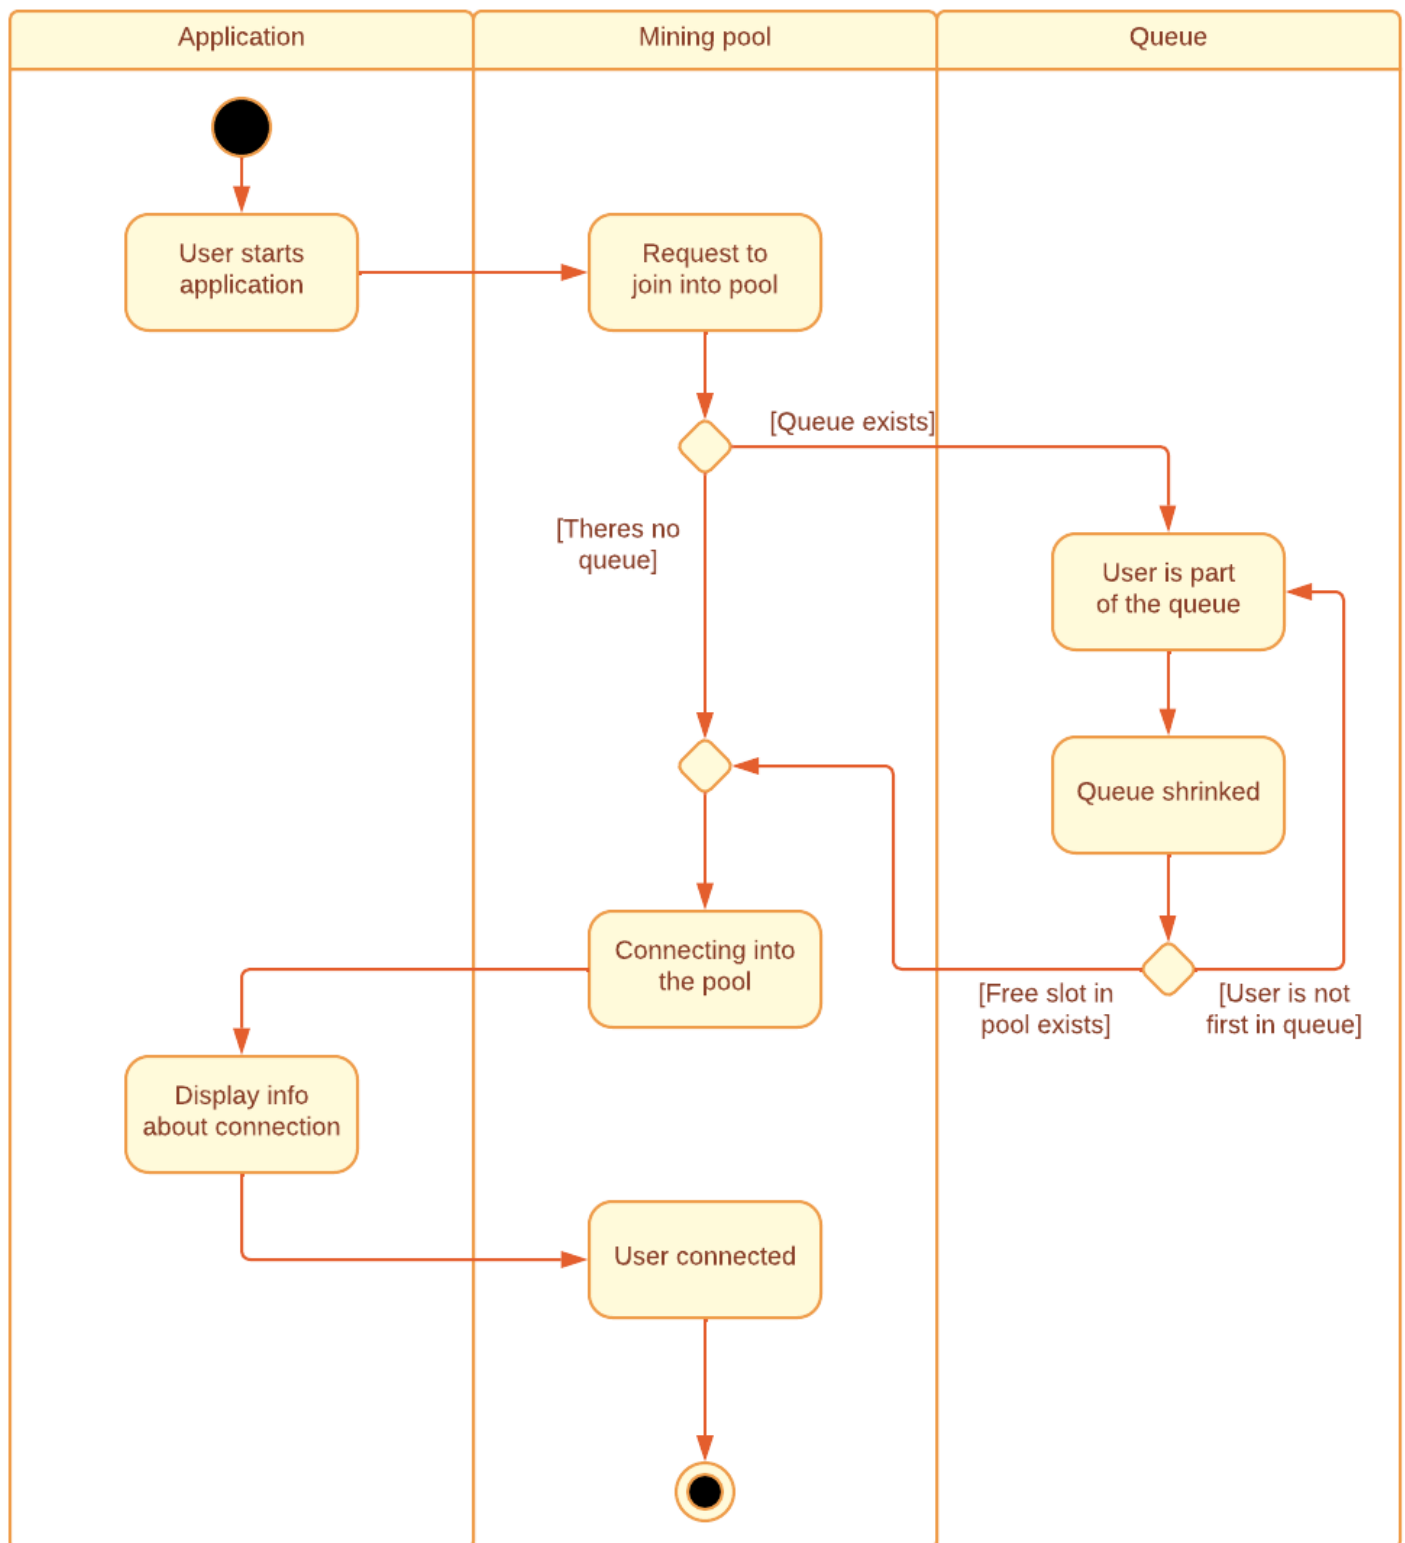 Application
Mining pool
Queue
User starts
application
Request to
join into pool
[Queue exists]
[Theres no
queue]
User is part
of the queue
Queue shrinked
Connecting into
the pool
[Free slot in
pool exists]
[User is not
first in queue]
Display info
about connection
User connected